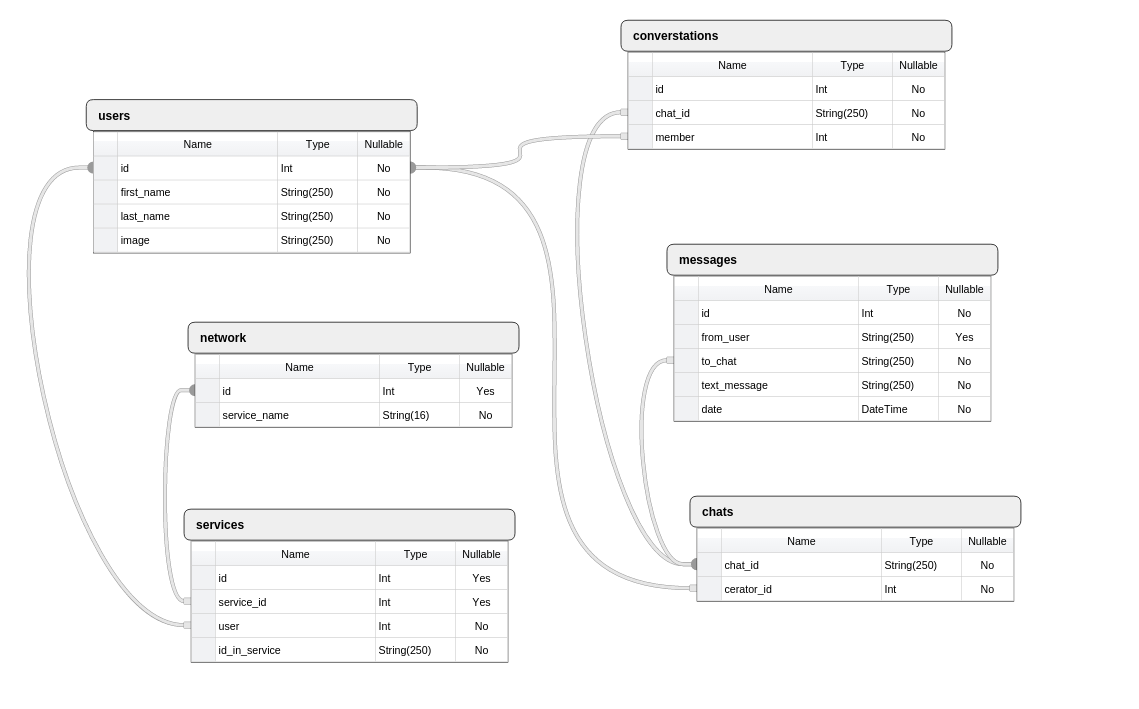 users
Name Type Nullable
id Int No
first_name String(250) No
last_name String(250) No
image String(250) No
network
Name Type Nullable
id Int Yes
service_name String(16) No
services
Name Type Nullable
id Int Yes
service_id Int Yes
user Int No
id_in_service String(250) No
converstations
Name Type Nullable
id Int No
chat_id String(250) No
member Int No
messages
Name Type Nullable
id Int No
from_user String(250) Yes
to_chat String(250) No
text_message String(250) No
date DateTime No
chats
Name Type Nullable
chat_id String(250) No
cerator_id Int No